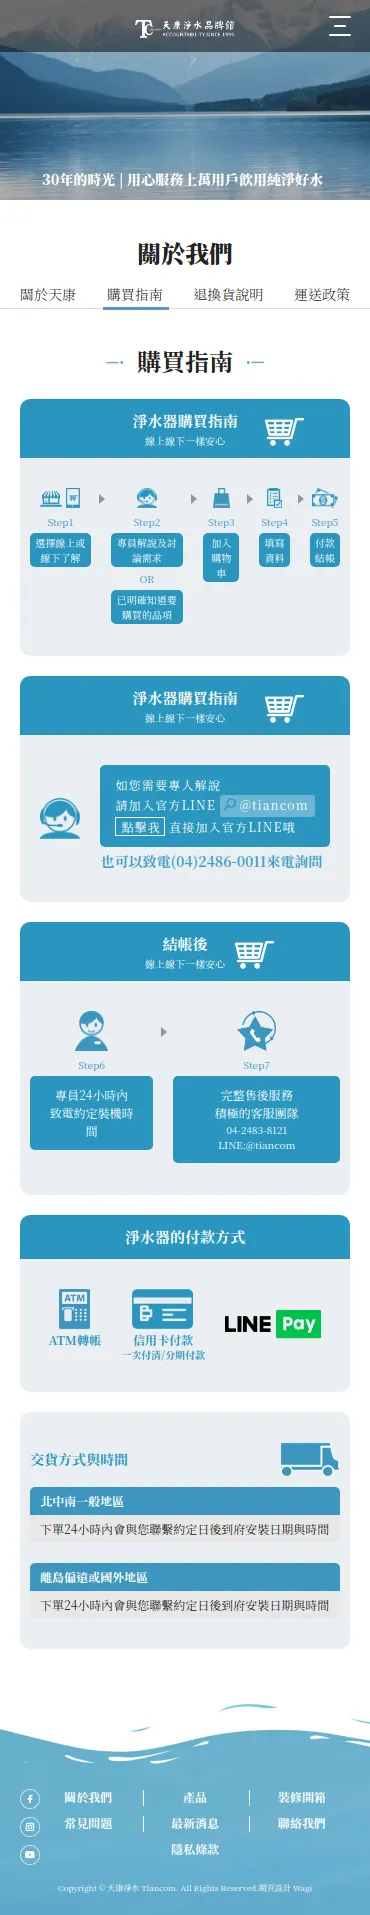 TC 天康淨水品牌館
ACCOUNTABILITY.SINCE 1995
30年的時光 | 用心服務上萬用戶飲用純淨好水
關於我們
關於天康 購買指南 退換貨說明 運送政策
購買指南
淨水器購買指南
線上線下一樣安心
Step1 Step2 Step3 Step4 Step5
選擇線上或
線下了解
專員解說及討
論需求
OR
已明確知道要
購買的品項
加入
購物
車
填寫
資料
付款
結帳
淨水器購買指南
線上線下一樣安心
如您需要專人解說
請加入官方LINE @tiancom
點擊我 直接加入官方LINE哦
也可以致電(04)2486-0011來電詢問
結帳後
線上線下一樣安心
Step6
專員24小時內
致電約定裝機時
間
Step7
完整售後服務
積極的客服團隊
04-2483-8121
LINE:@tiancom
淨水器的付款方式
ATM
ATM轉帳
信用卡付款
一次付清/分期付款
LINE Pay
交貨方式與時間
北中南一般地區
下單24小時內會與您聯繫約定日後到府安裝日期與時間
離島偏遠或國外地區
下單24小時內會與您聯繫約定日後到府安裝日期與時間
關於我們 產品 裝修開箱
常見問題 最新消息 聯絡我們
隱私條款
Copyright © 天康淨水 Tiancom. All Rights Reserved.網頁設計 Wagi